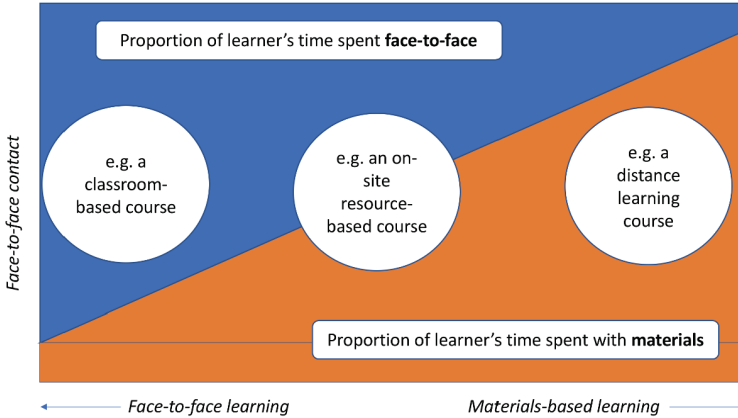 Proportion of learner's time spent face-to-face
e.g. a
classroom-
based course
e.g. an on-
site
resource-
based course
e.g. a
distance
learning
course
Face-to-face contact
Proportion of learner's time spent with materials
Face-to-face learning
Materials-based learning